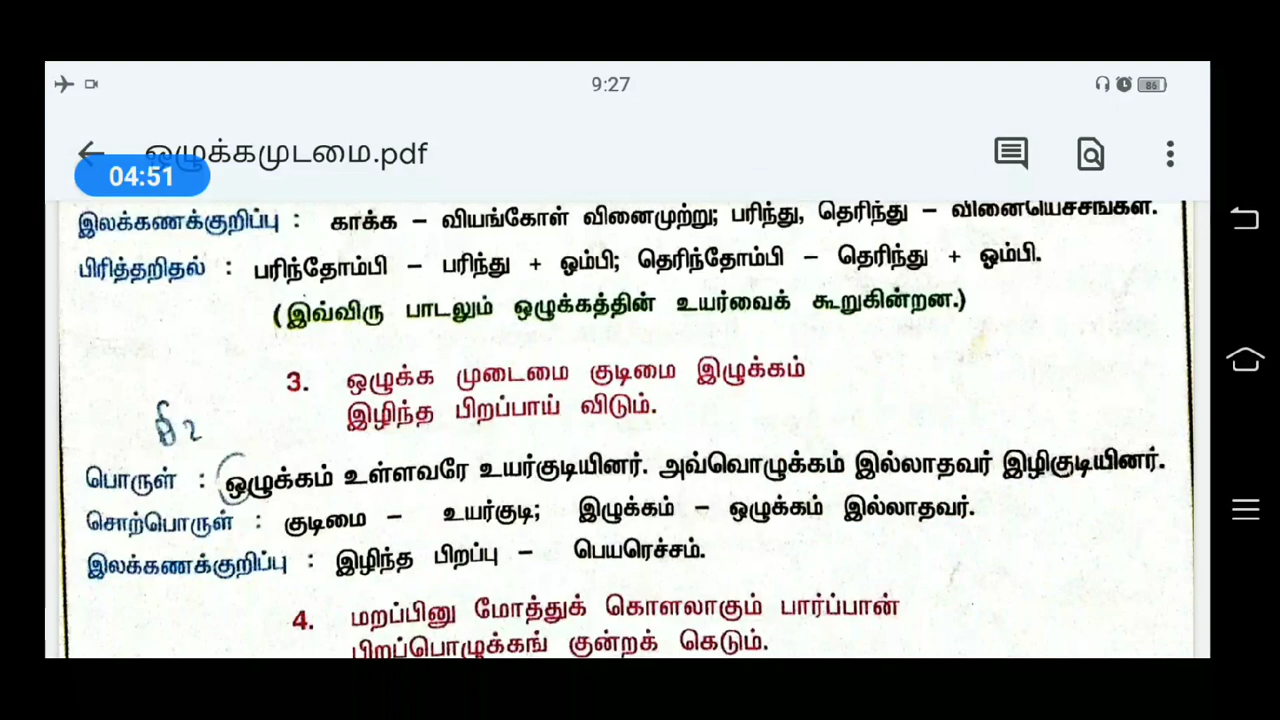 9:27
86
ஒழுக்கமுடமை.pdf
04:51
இலக்கணக்குறிப்பு : காக்க – வியங்கோள் வினைமுற்று; பரிந்து, தெரிந்து – வினையெச்சங்கள்.
பிரித்தறிதல் : பரிந்தோம்பி – பரிந்து + ஓம்பி; தெரிந்தோம்பி – தெரிந்து + ஓம்பி.
(இவ்விரு பாடலும் ஒழுக்கத்தின் உயர்வைக் கூறுகின்றன.)
3. ஒழுக்க முடைமை குடிமை இழுக்கம்
இழிந்த பிறப்பாய் விடும்.
பொருள் : ஒழுக்கம் உள்ளவரே உயர்குடியினர். அவ்வொழுக்கம் இல்லாதவர் இழிகுடியினர்.
சொற்பொருள் : குடிமை – உயர்குடி; இழுக்கம் – ஒழுக்கம் இல்லாதவர்.
இலக்கணக்குறிப்பு : இழிந்த பிறப்பு – பெயரெச்சம்.
4. மறப்பினு மோத்துக் கொளலாகும் பார்ப்பான்
பிறப்பொழுக்கங் குன்றக் கெடும்.